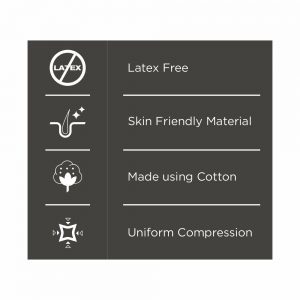 LATEX
Latex Free
Skin Friendly Material
Made using Cotton
Uniform Compression